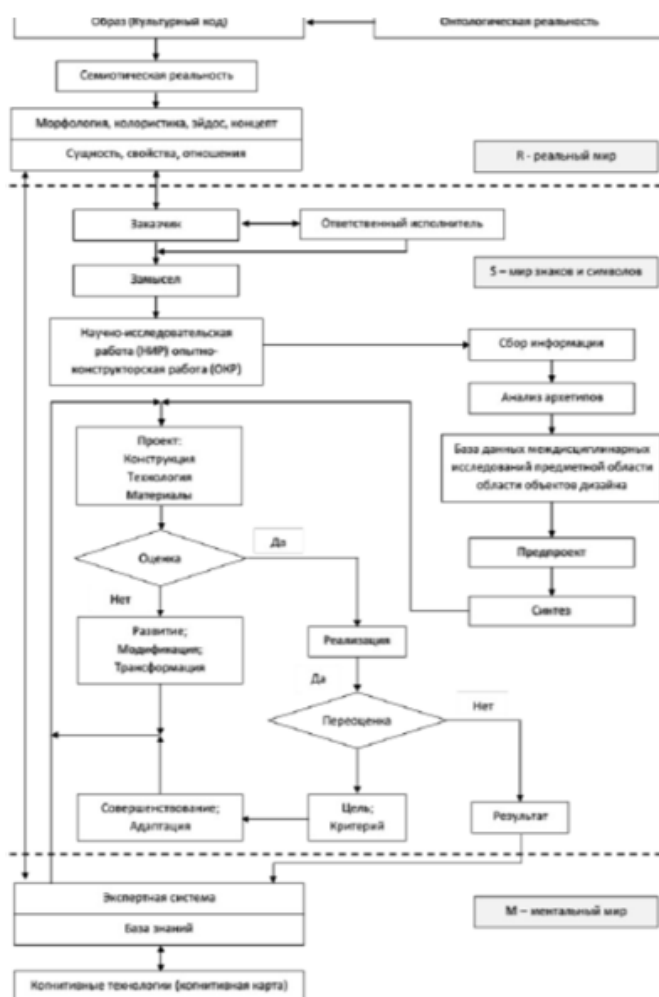 Образ (Культурный код)
Онтологическая реальность
Семиотическая реальность
Морфология, колористика, эйдос, концепт
Сущность, свойства, отношения
R - реальный мир
Заказчик
Ответственный исполнитель
Замысел
S – мир знаков и символов
Научно-исследовательская
работа (НИР) опытно-
конструкторская работа (ОКР)
Сбор информации
Анализ архетипов
Проект:
Конструкция
Технология
Материалы
База данных междисциплинарных
исследований предметной области
области объектов дизайна
Оценка
Да
Предпроект
Нет
Синтез
Развитие;
Модификация;
Трансформация
Реализация
Да
Переоценка
Нет
Совершенствование;
Адаптация
Цель;
Критерий
Результат
Экспертная система
База знаний
М – ментальный мир
Когнитивные технологии (когнитивная карта)